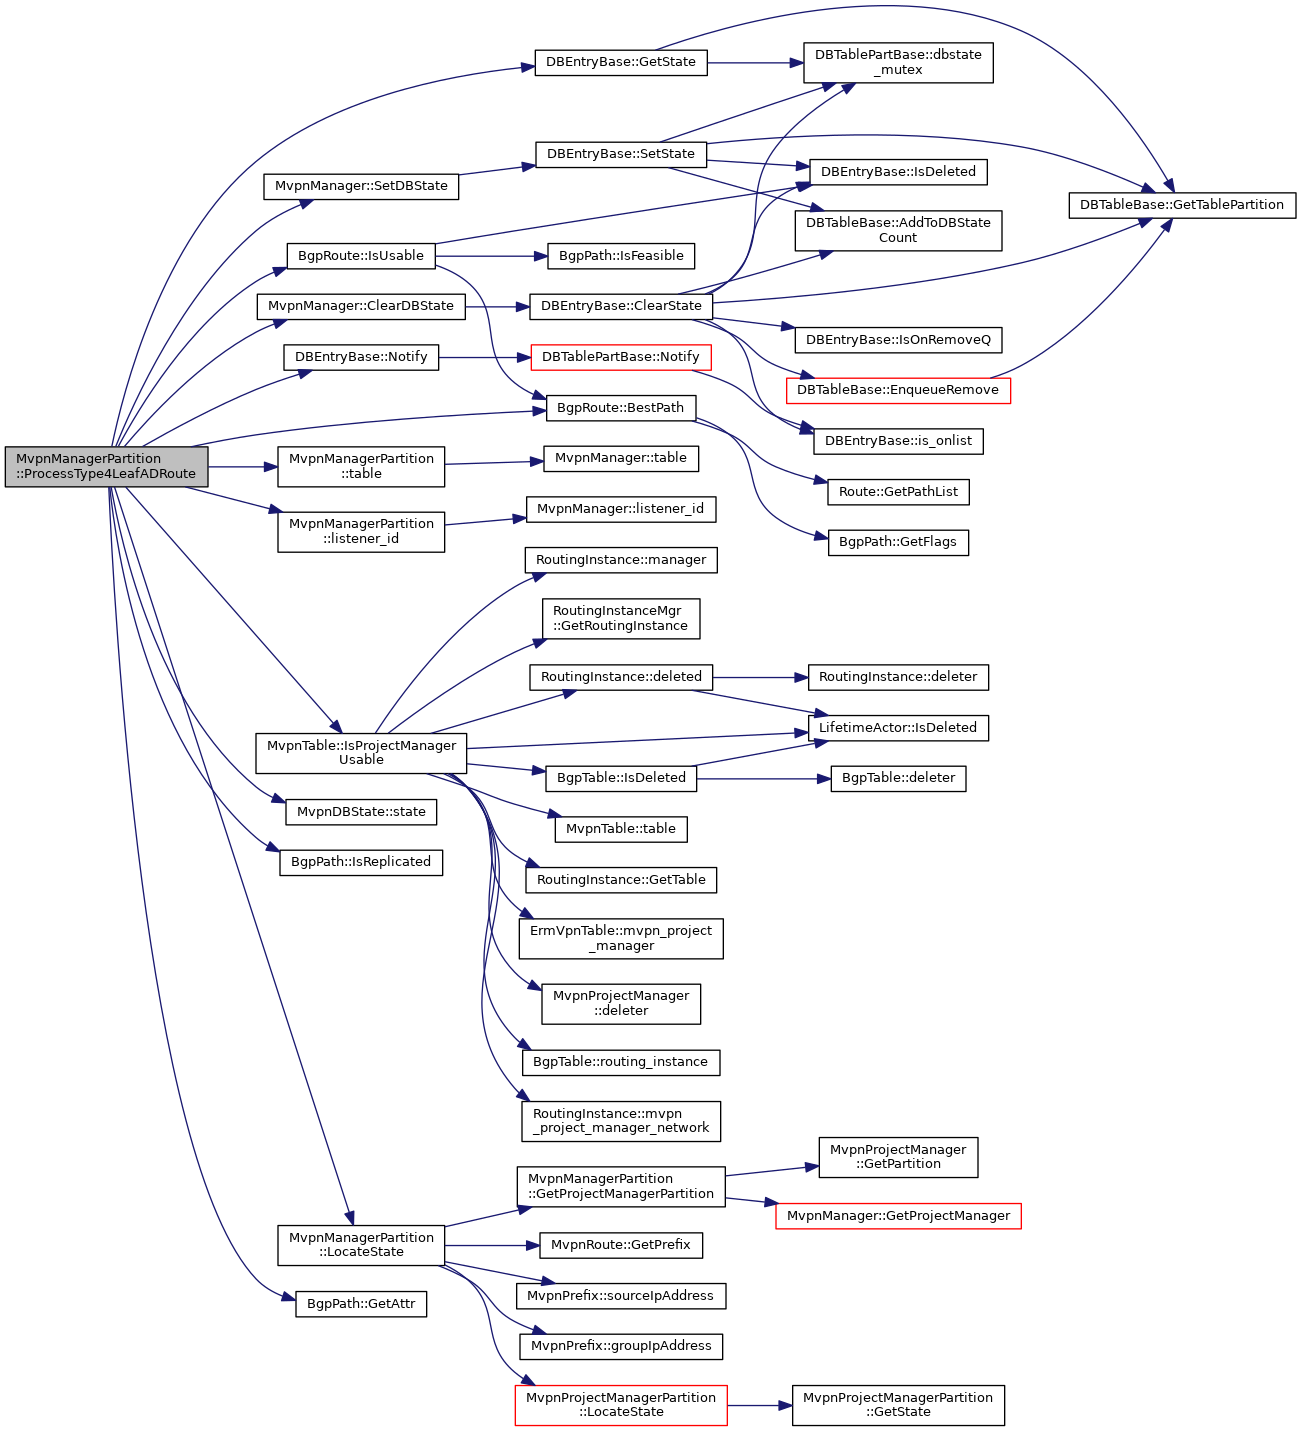 MvpnManagerPartition
::ProcessType4LeafADRoute
DBEntryBase::GetState
MvpnManager::SetDBState
BgpRoute::IsUsable
MvpnManager::ClearDBState
DBEntryBase::Notify
MvpnManagerPartition
::table
MvpnManagerPartition
::listener_id
MvpnTable::IsProjectManager
Usable
MvpnDBState::state
BgpPath::IsReplicated
MvpnManagerPartition
::LocateState
BgpPath::GetAttr
DBEntryBase::SetState
BgpPath::IsFeasible
DBEntryBase::ClearState
DBTablePartBase::Notify
BgpRoute::BestPath
MvpnManager::table
MvpnManager::listener_id
RoutingInstance::manager
RoutingInstanceMgr
::GetRoutingInstance
RoutingInstance::deleted
BgpTable::IsDeleted
MvpnTable::table
RoutingInstance::GetTable
ErmVpnTable::mvpn_project
_manager
MvpnProjectManager
::deleter
BgpTable::routing_instance
RoutingInstance::mvpn
_project_manager_network
MvpnManagerPartition
::GetProjectManagerPartition
MvpnRoute::GetPrefix
MvpnPrefix::sourceIpAddress
MvpnPrefix::groupIpAddress
MvpnProjectManagerPartition
::LocateState
DBTablePartBase::dbstate
_mutex
DBEntryBase::IsDeleted
DBTableBase::AddToDBState
Count
DBEntryBase::IsOnRemoveQ
DBTableBase::EnqueueRemove
DBEntryBase::is_onlist
Route::GetPathList
BgpPath::GetFlags
RoutingInstance::deleter
LifetimeActor::IsDeleted
BgpTable::deleter
MvpnProjectManager
::GetPartition
MvpnManager::GetProjectManager
MvpnProjectManagerPartition
::GetState
DBTableBase::GetTablePartition